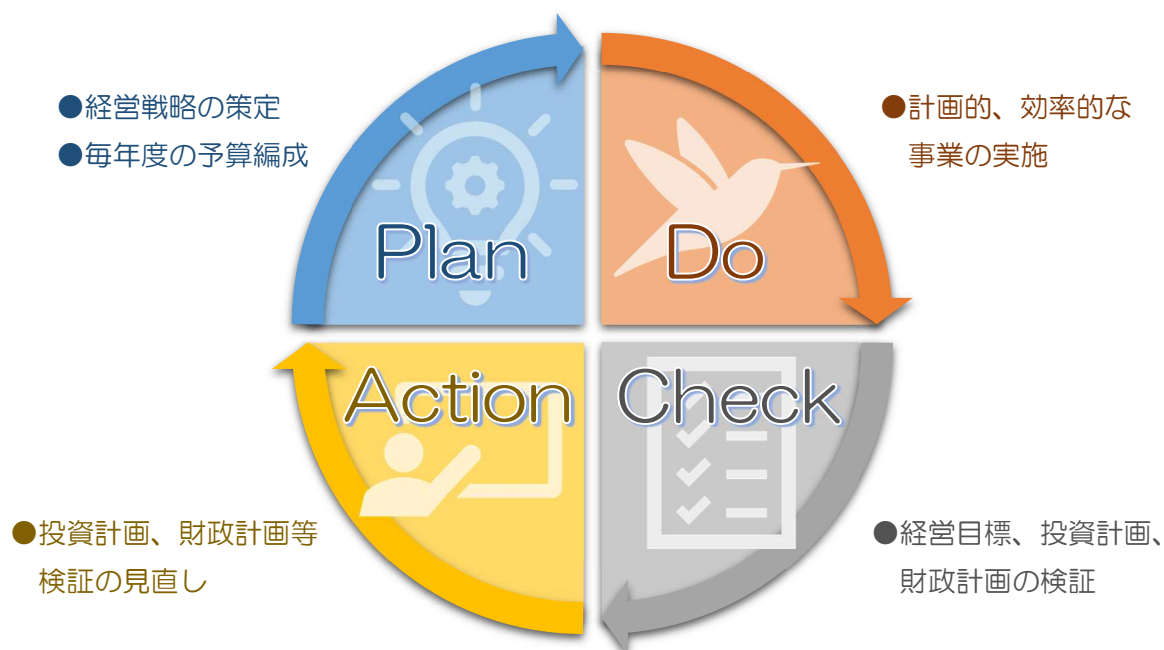 ●経営戦略の策定
●毎年度の予算編成
Plan
Do
●計画的、効率的な
事業の実施
Action
Check
●投資計画、財政計画等
検証の見直し
●経営目標、投資計画、
財政計画の検証